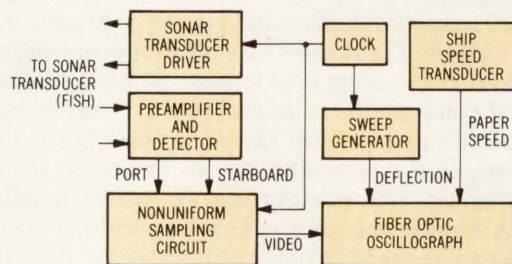 SONAR
TRANSDUCER
DRIVER
CLOCK
SHIP
SPEED
TRANSDUCER
TO SONAR
TRANSDUCER
(FISH)
PREAMPLIFIER
AND
DETECTOR
SWEEP
GENERATOR
PAPER
SPEED
PORT
STARBOARD
DEFLECTION
NONUNIFORM
SAMPLING
CIRCUIT
VIDEO
FIBER OPTIC
OSCILLOGRAPH